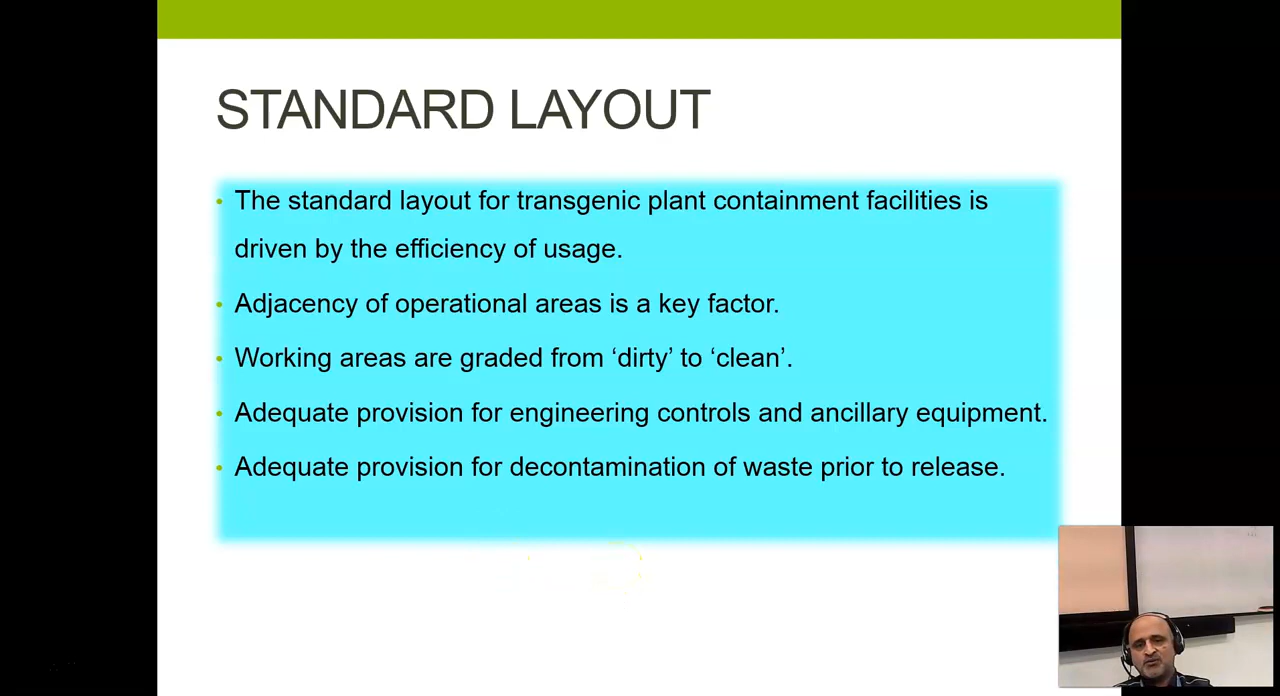 STANDARD LAYOUT
• The standard layout for transgenic plant containment facilities is
driven by the efficiency of usage.
• Adjacency of operational areas is a key factor.
• Working areas are graded from ‘dirty’ to ‘clean’.
• Adequate provision for engineering controls and ancillary equipment.
• Adequate provision for decontamination of waste prior to release.